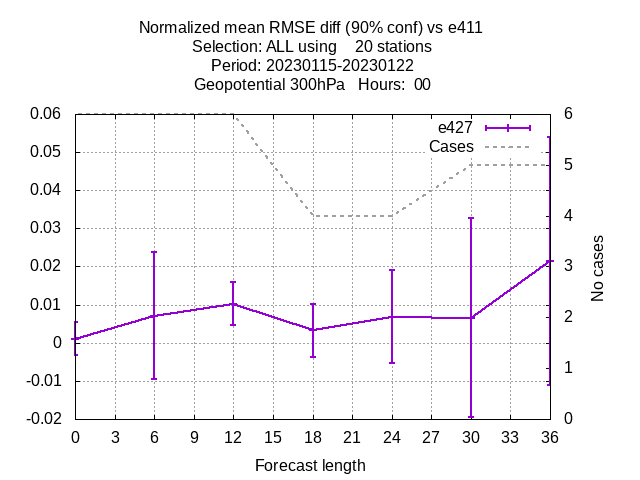 Normalized mean RMSE diff (90% conf) vs e411
Selection: ALL using    20 stations
Period: 20230115-20230122
Geopotential 300hPa   Hours:  00
e427
Cases
0.06
0.05
0.04
0.03
0.02
0.01
0
-0.01
-0.02
6
5
4
3
2
1
0
No cases
0 3 6 9 12 15 18 21 24 27 30 33 36
Forecast length